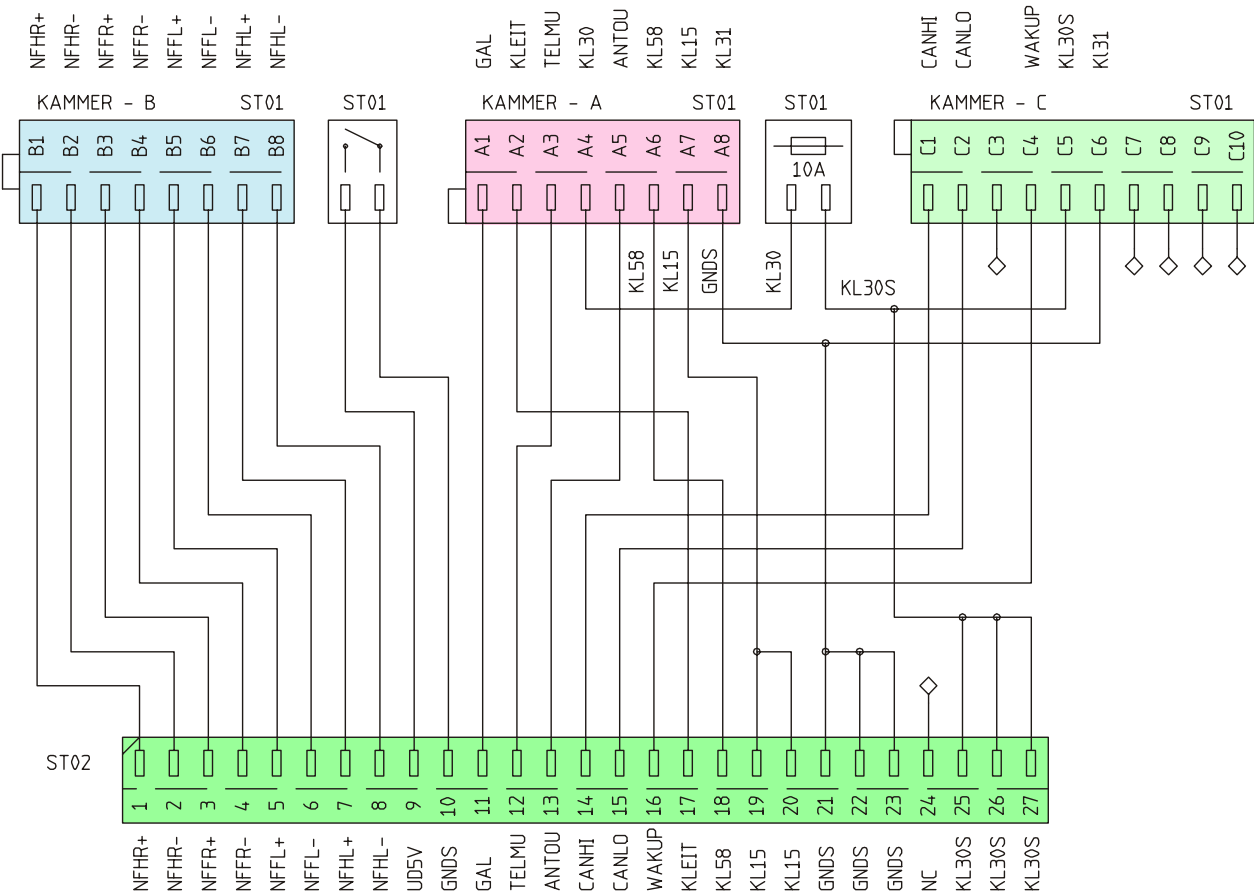 NFHR+ NFHR- NFFR+ NFFR- NFFL+ NFFL- NFHL+ NFHL-
GAL KLEIT TELMU KL30 ANTOU KL58 KL15 KL31
CANHI CANLO WAKUP KL30S Kl31
KAMMER - B ST01
ST01
KAMMER - A ST01
ST01
KAMMER - C ST01
B1 B2 B3 B4 B5 B6 B7 B8
A1 A2 A3 A4 A5 A6 A7 A8
10A
C1 C2 C3 C4 C5 C6 C7 C8 C9 C10
KL58 KL15 GNDS KL30
KL30S
ST02
1 2 3 4 5 6 7 8 9 10 11 12 13 14 15 16 17 18 19 20 21 22 23 24 25 26 27
NFHR+ NFHR- NFFR+ NFFR- NFFL+ NFFL- NFHL+ NFHL- UD5V GNDS GAL TELMU ANTOU CANHI CANLO WAKUP KLEIT KL58 KL15 KL15 GNDS GNDS GNDS NC KL30S KL30S KL30S